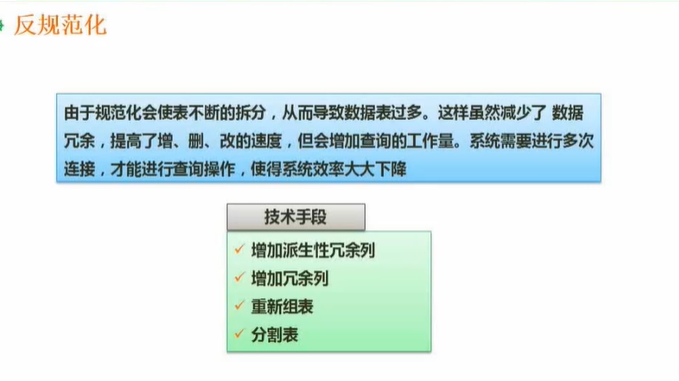 反规范化
由于规范化会使表不断的拆分，从而导致数据表过多。这样虽然减少了 数据
冗余，提高了增、删、改的速度，但会增加查询的工作量。系统需要进行多次
连接，才能进行查询操作，使得系统效率大大下降
技术手段
增加派生性冗余列
增加冗余列
重新组表
分割表